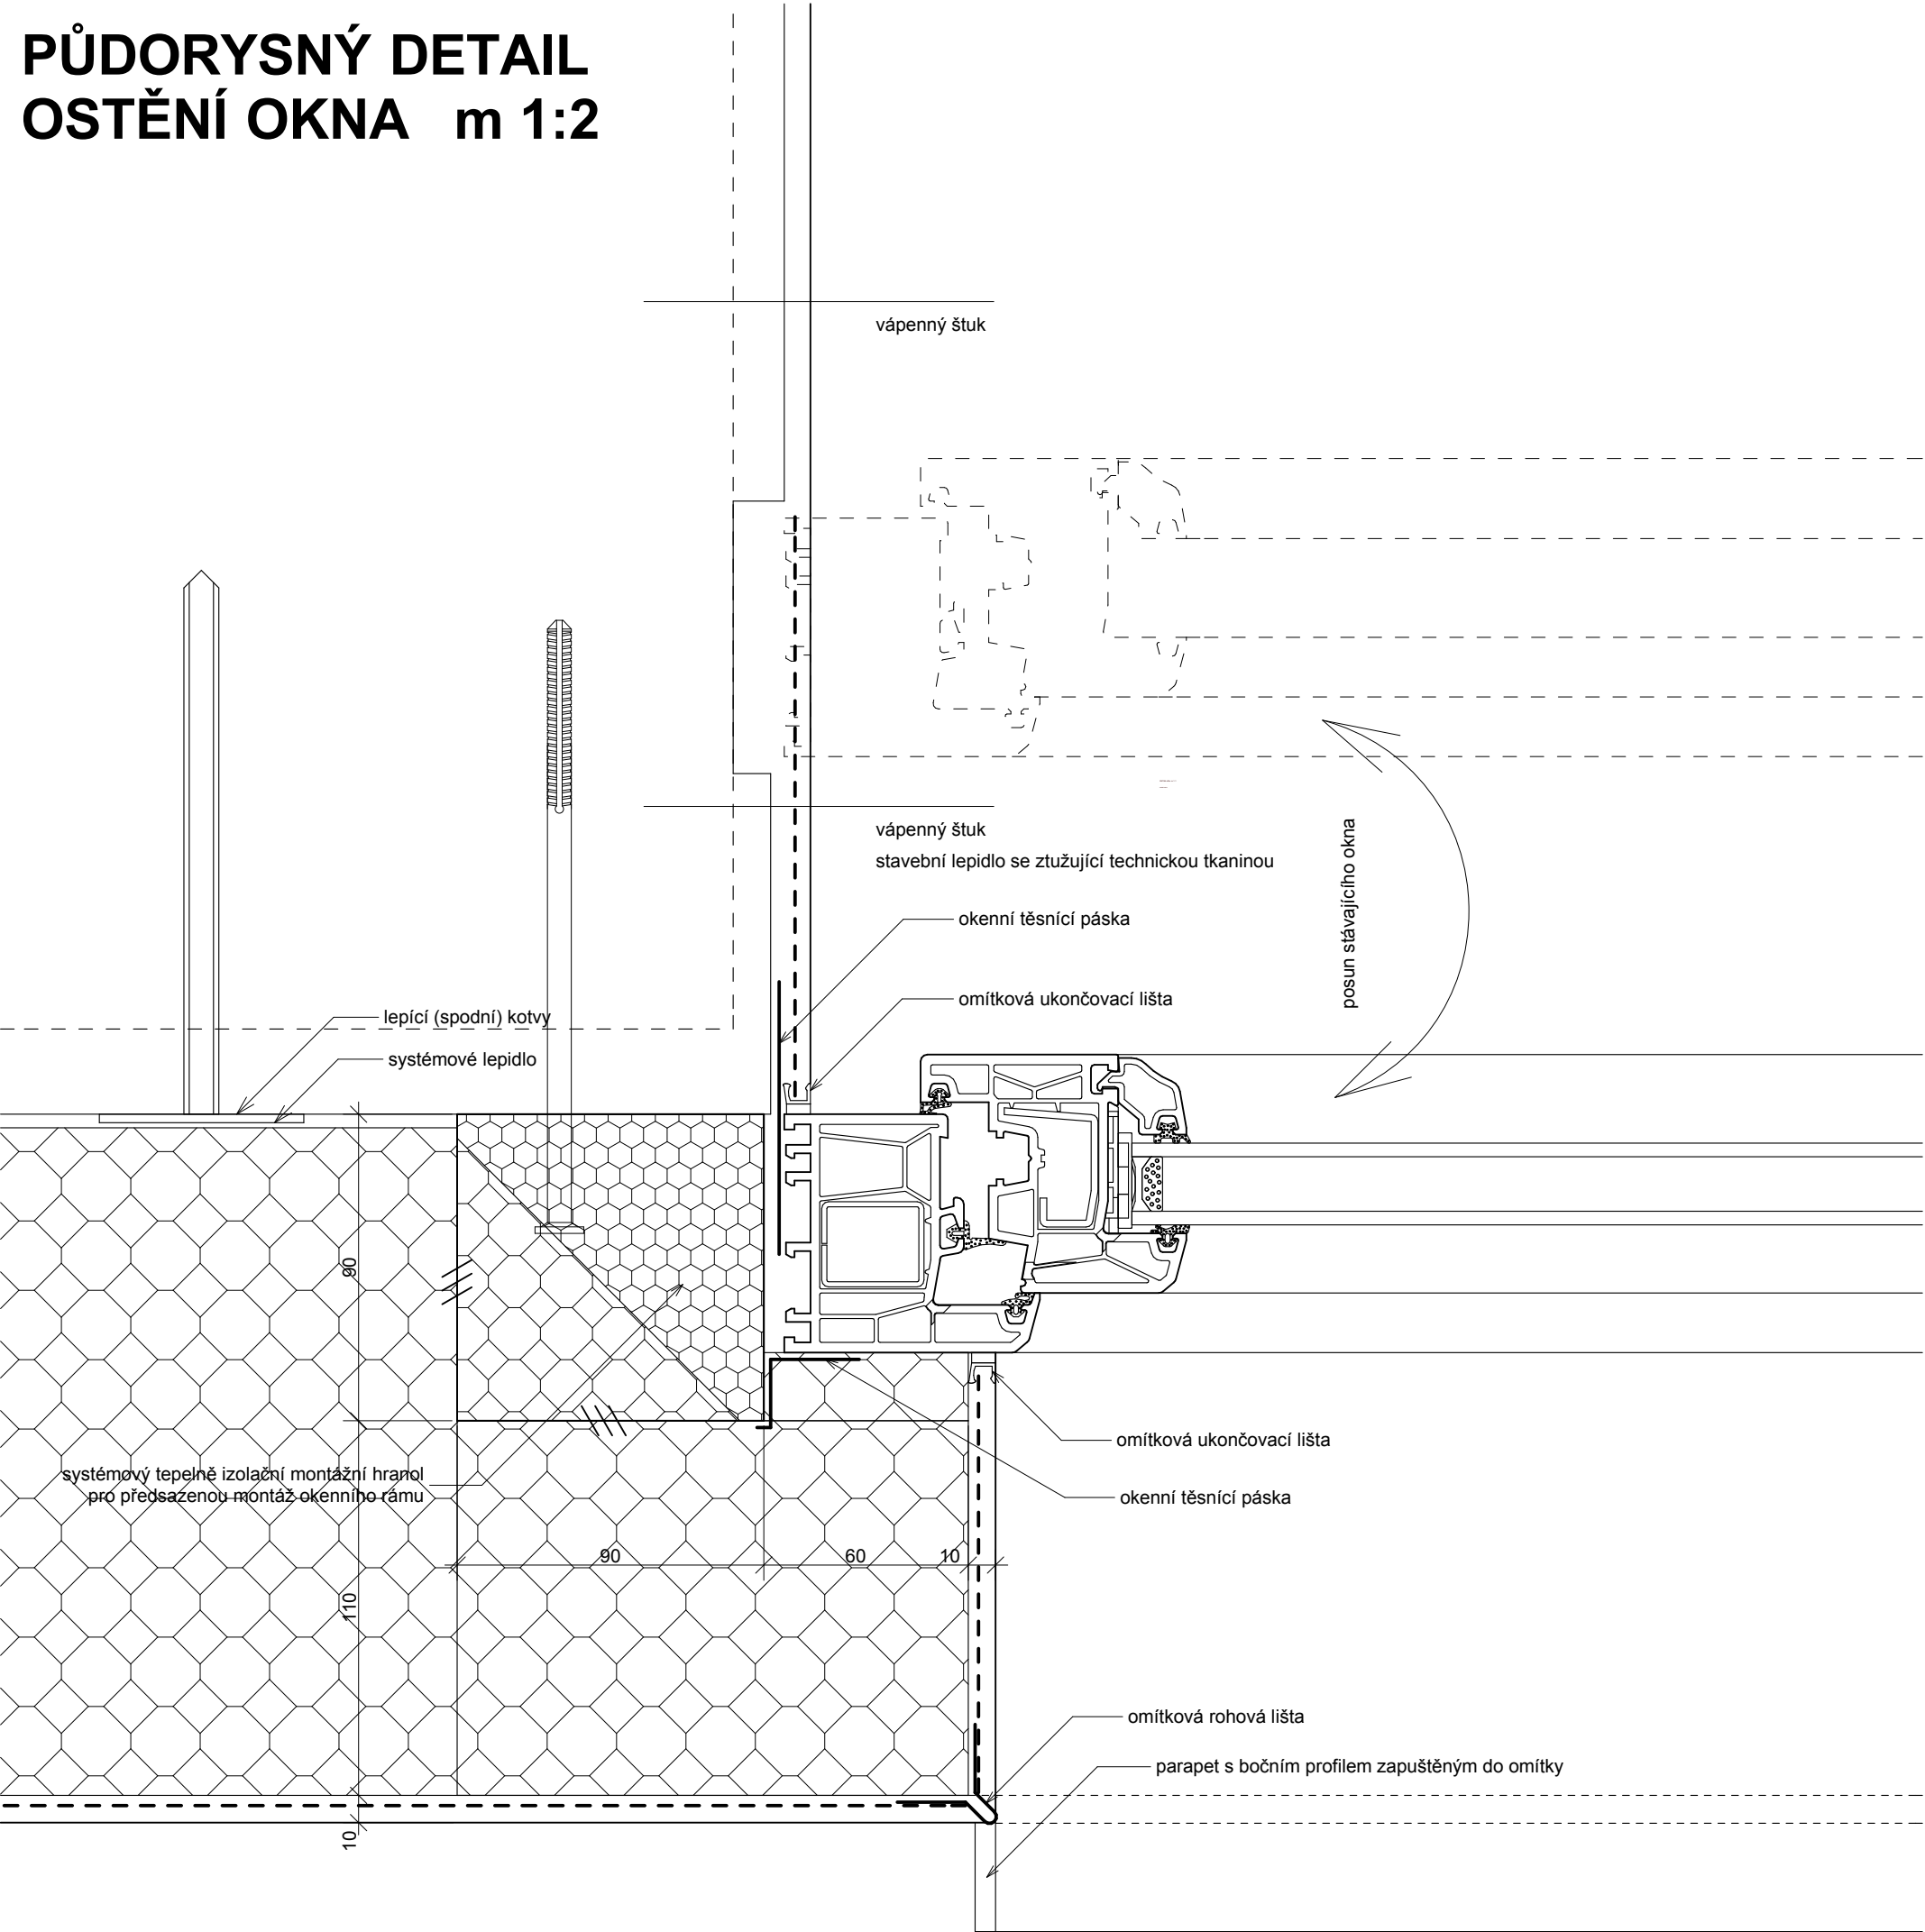 PŮDORYSNÝ DETAIL
OSTĚNÍ OKNA m 1:2
vápenný štuk
vápenný štuk
stavební lepidlo se ztužující technickou tkaninou
posun stávajícího okna
okenní těsnící páska
omítková ukončovací lišta
lepící (spodní) kotvy
systémové lepidlo
90
omítková ukončovací lišta
systémový tepelně izolační montážní hranol
pro předsazenou montáž okenního rámu
okenní těsnící páska
90
60
10
110
omítková rohová lišta
parapet s bočním profilem zapuštěným do omítky
10